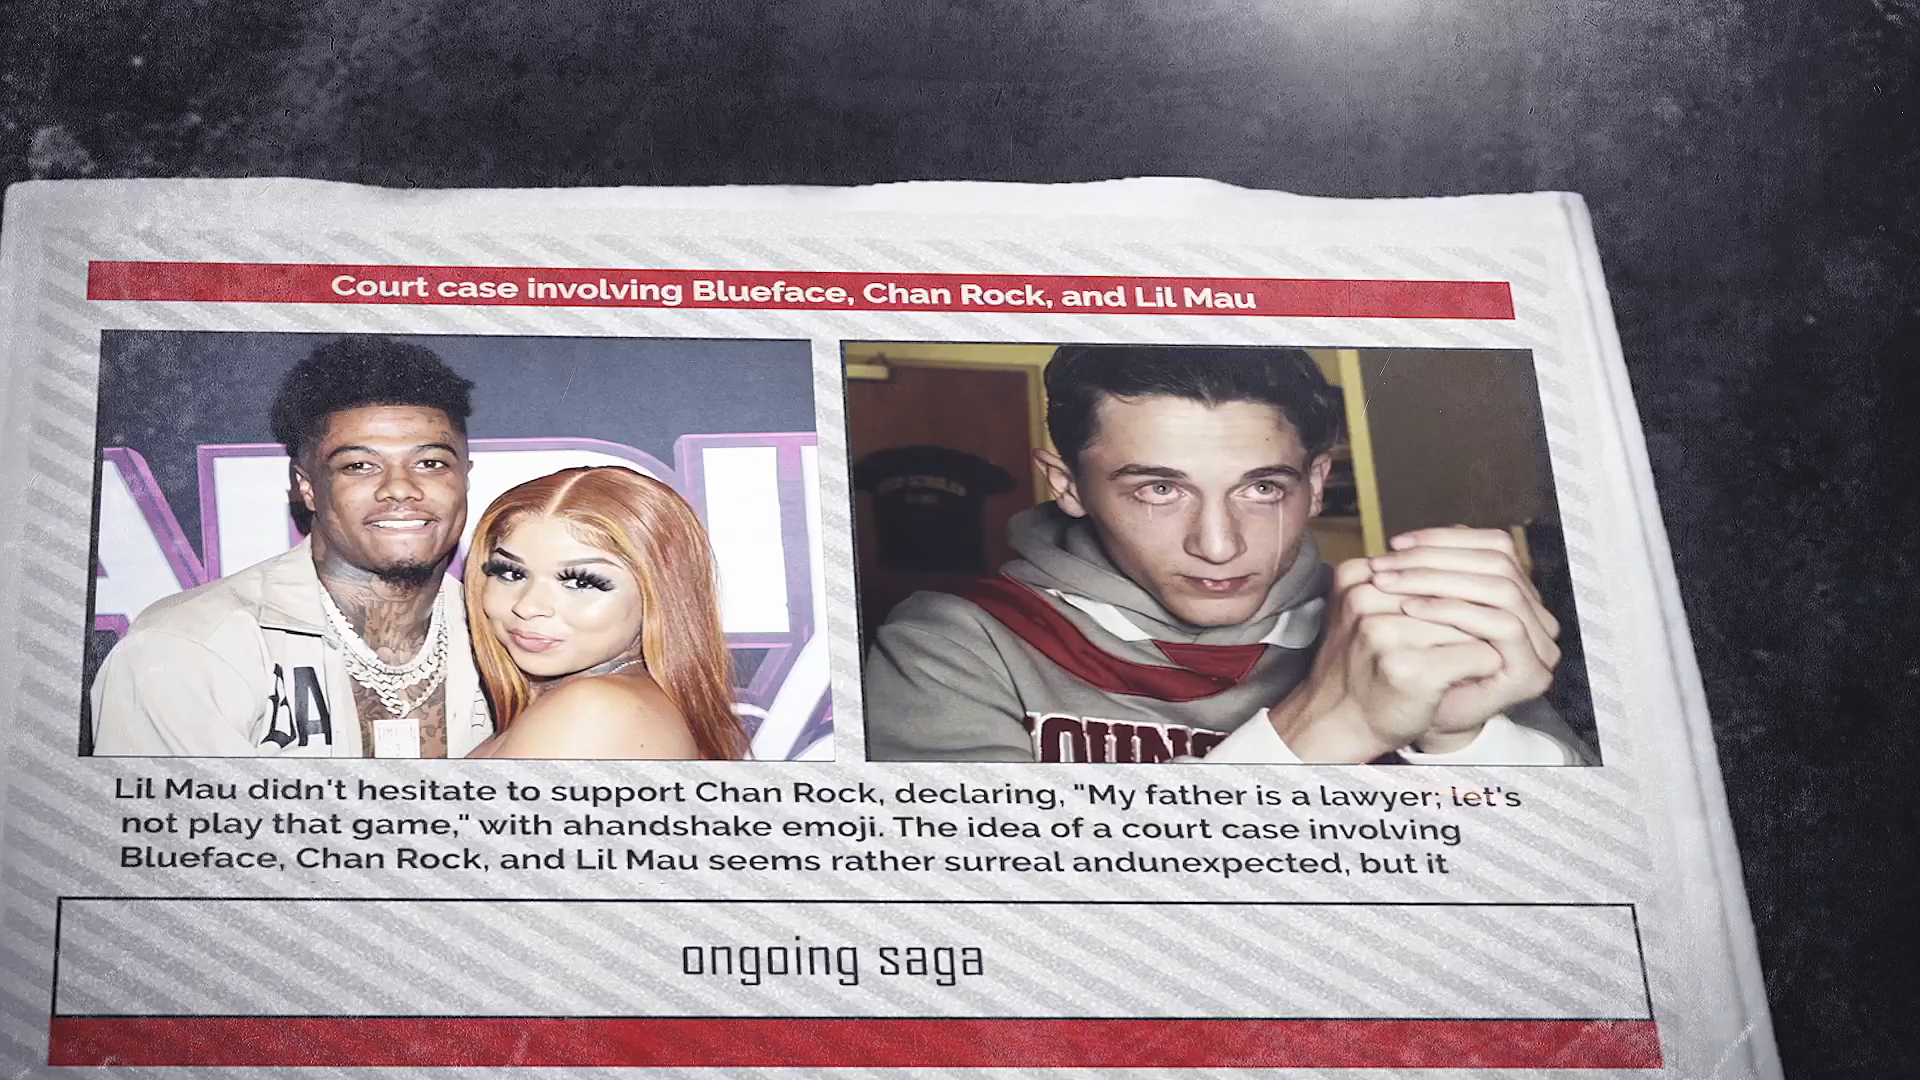 Court case involving Blueface, Chan Rock, and Lil Mau
BA
YOUNG
Lil Mau didn't hesitate to support Chan Rock, declaring, "My father is a lawyer; let's
not play that game," with ahandshake emoji. The idea of a court case involving
Blueface, Chan Rock, and Lil Mau seems rather surreal andunexpected, but it
ongoing saga